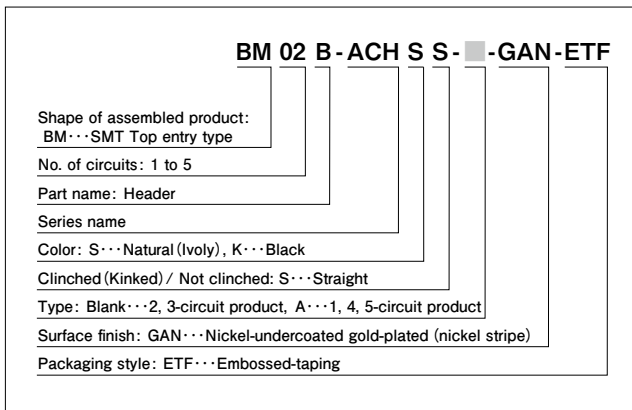 BM 02 B - ACH S S - -GAN-ETF
Shape of assembled product:
BM···SMT Top entry type
No. of circuits: 1 to 5
Part name: Header
Series name
Color: S···Natural (Ivoly), K···Black
Clinched (Kinked) / Not clinched: S···Straight
Type: Blank···2, 3-circuit product, A···1, 4, 5-circuit product
Surface finish: GAN···Nickel-undercoated gold-plated (nickel stripe)
Packaging style: ETF···Embossed-taping